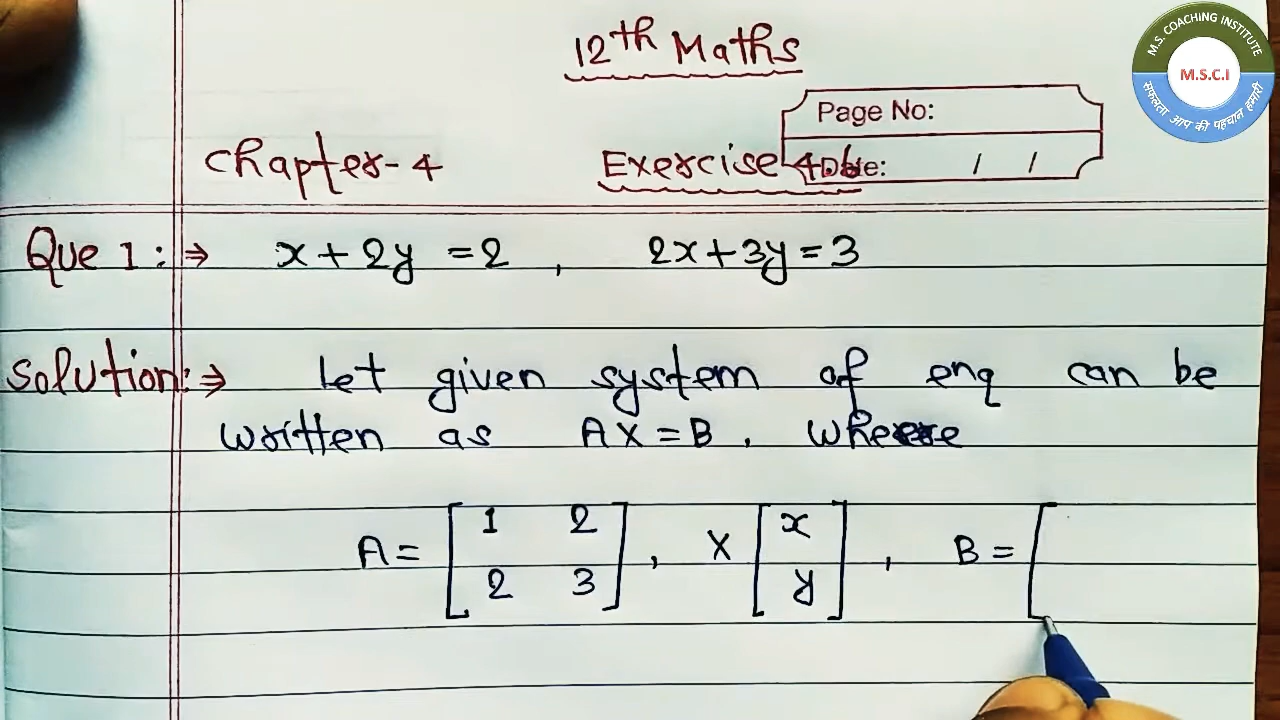 12th Maths
M.S. COACHING INSTITUTE
M.S.C.I
सफलता आप की पहचान हमारी
Page No:
Chapter-4 Exercise 4.6
Date: / /
Que 1:⇒ x+2y =2 , 2x+3y=3
Solution:⇒ Let given system of enq can be
written as AX=B. where
A= [1 2 , X [x , B= [
2 3] y]